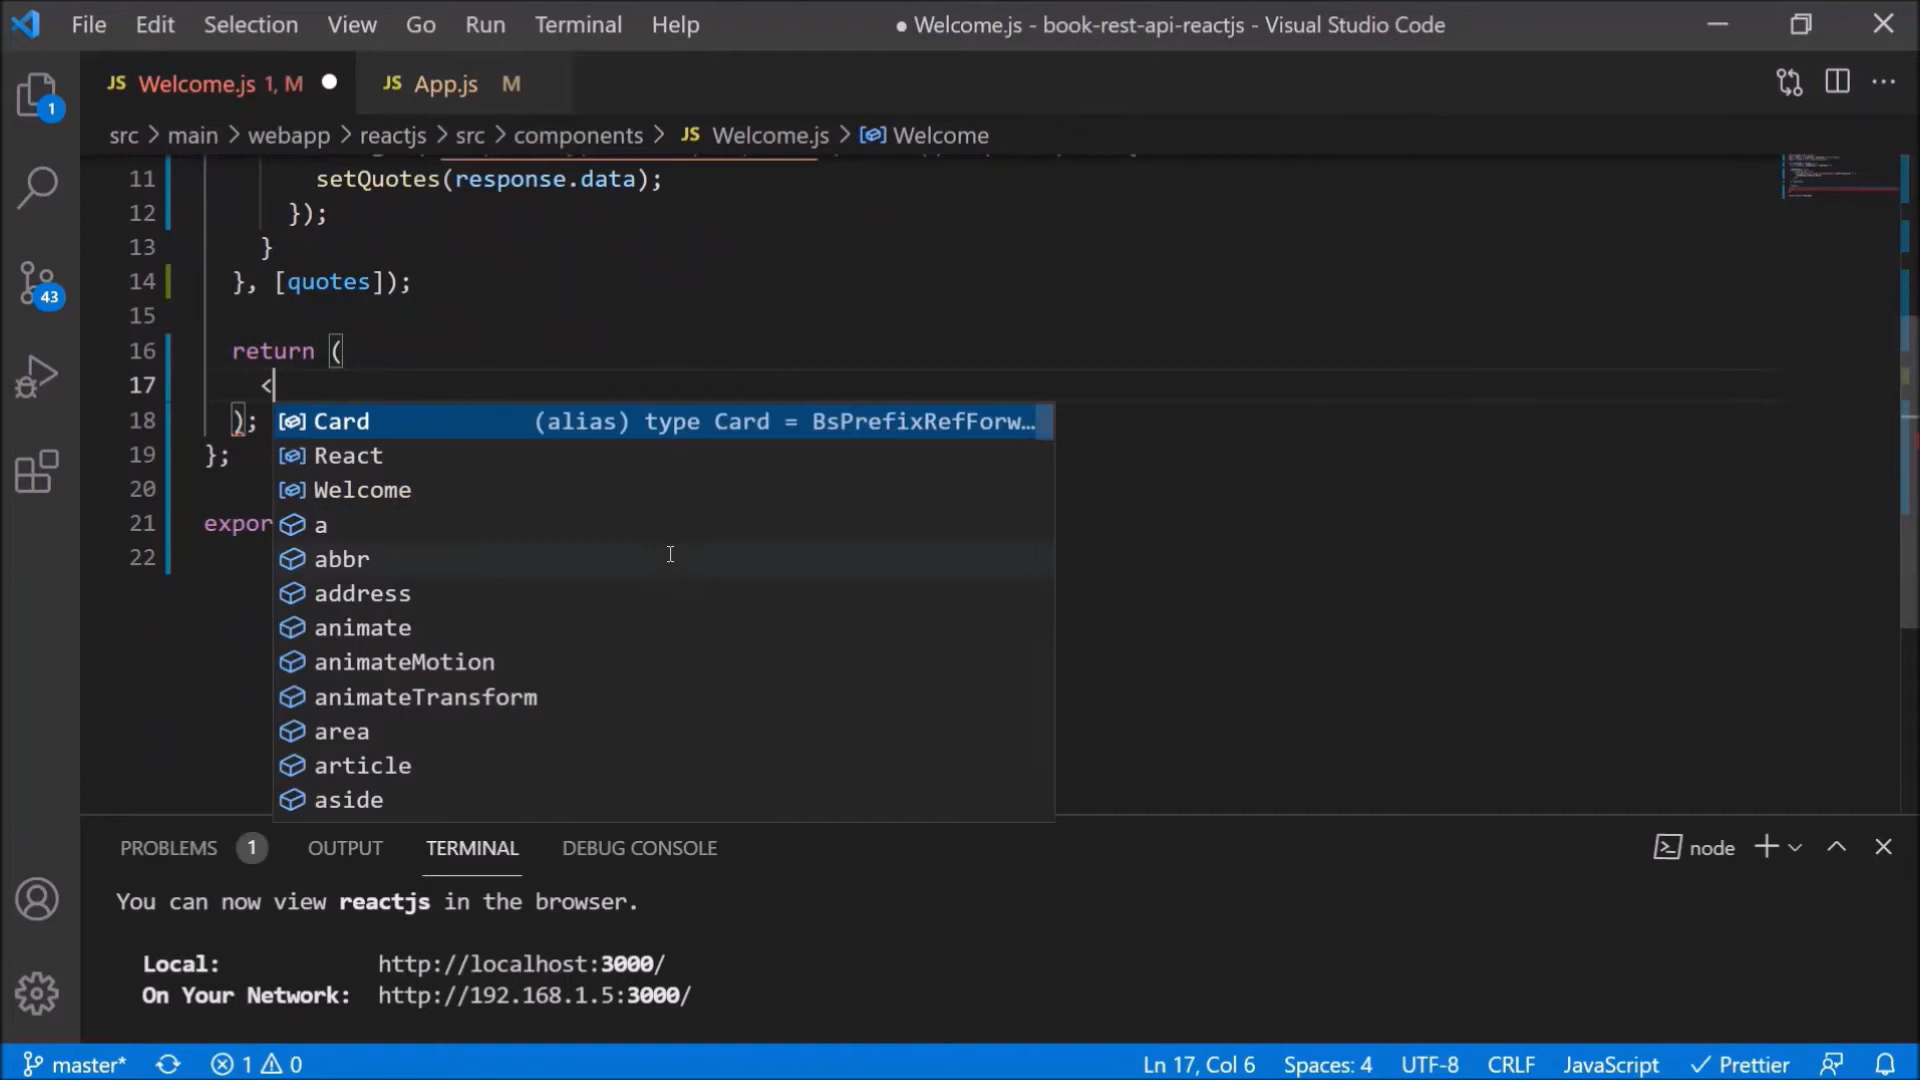 File Edit Selection View Go Run Terminal Help ● Welcome.js - book-rest-api-reactjs - Visual Studio Code
JS Welcome.js 1, M ● JS App.js M
1
src > main > webapp > reactjs > src > components > JS Welcome.js > Welcome
11 setQuotes(response.data);
12 });
13 }
14 }, [quotes]);
43
15
16 return (
17 <
18 ); Card (alias) type Card = BsPrefixRefForw…
19 }; React
20 Welcome
21 expor a
22 abbr
address
animate
animateMotion
animateTransform
area
article
aside
PROBLEMS 1 OUTPUT TERMINAL DEBUG CONSOLE node
You can now view reactjs in the browser.
Local: http://localhost:3000/
On Your Network: http://192.168.1.5:3000/
master* 1 0 Ln 17, Col 6 Spaces: 4 UTF-8 CRLF JavaScript Prettier